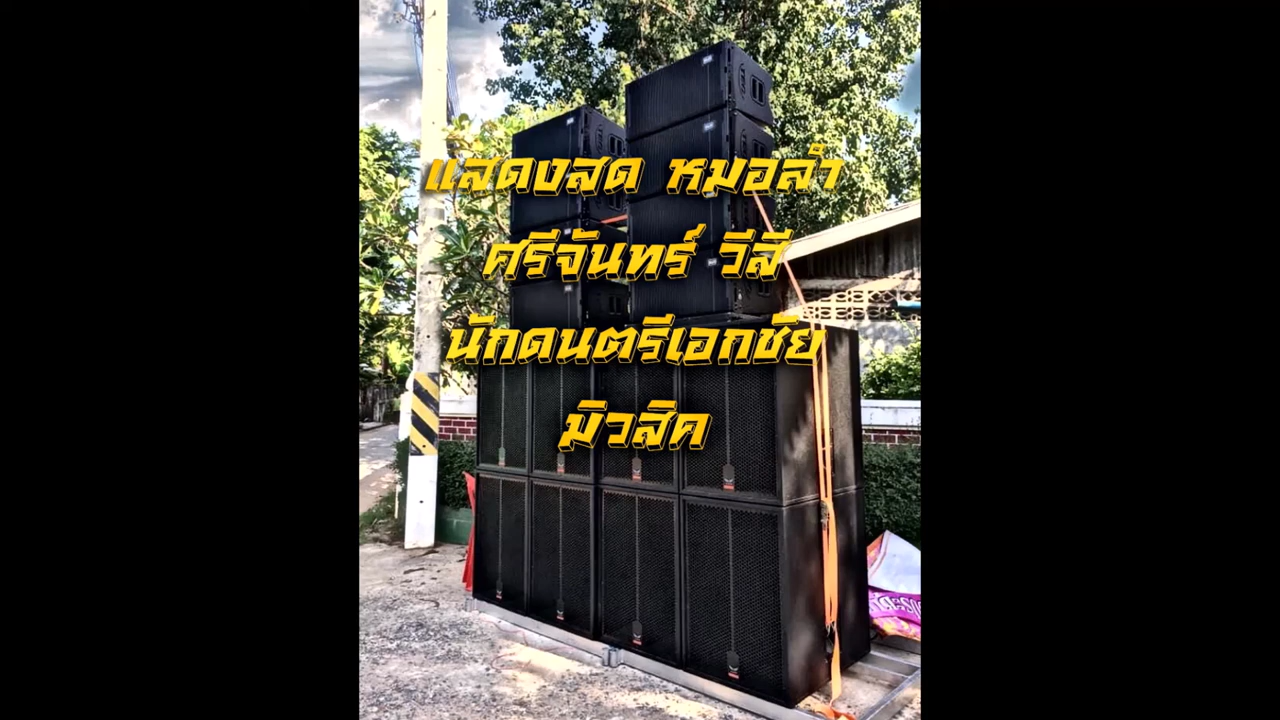 แสดงสด หมอลำ
ศรีจันทร์ วีสี
นักดนตรีเอกชัย
มิวสิค